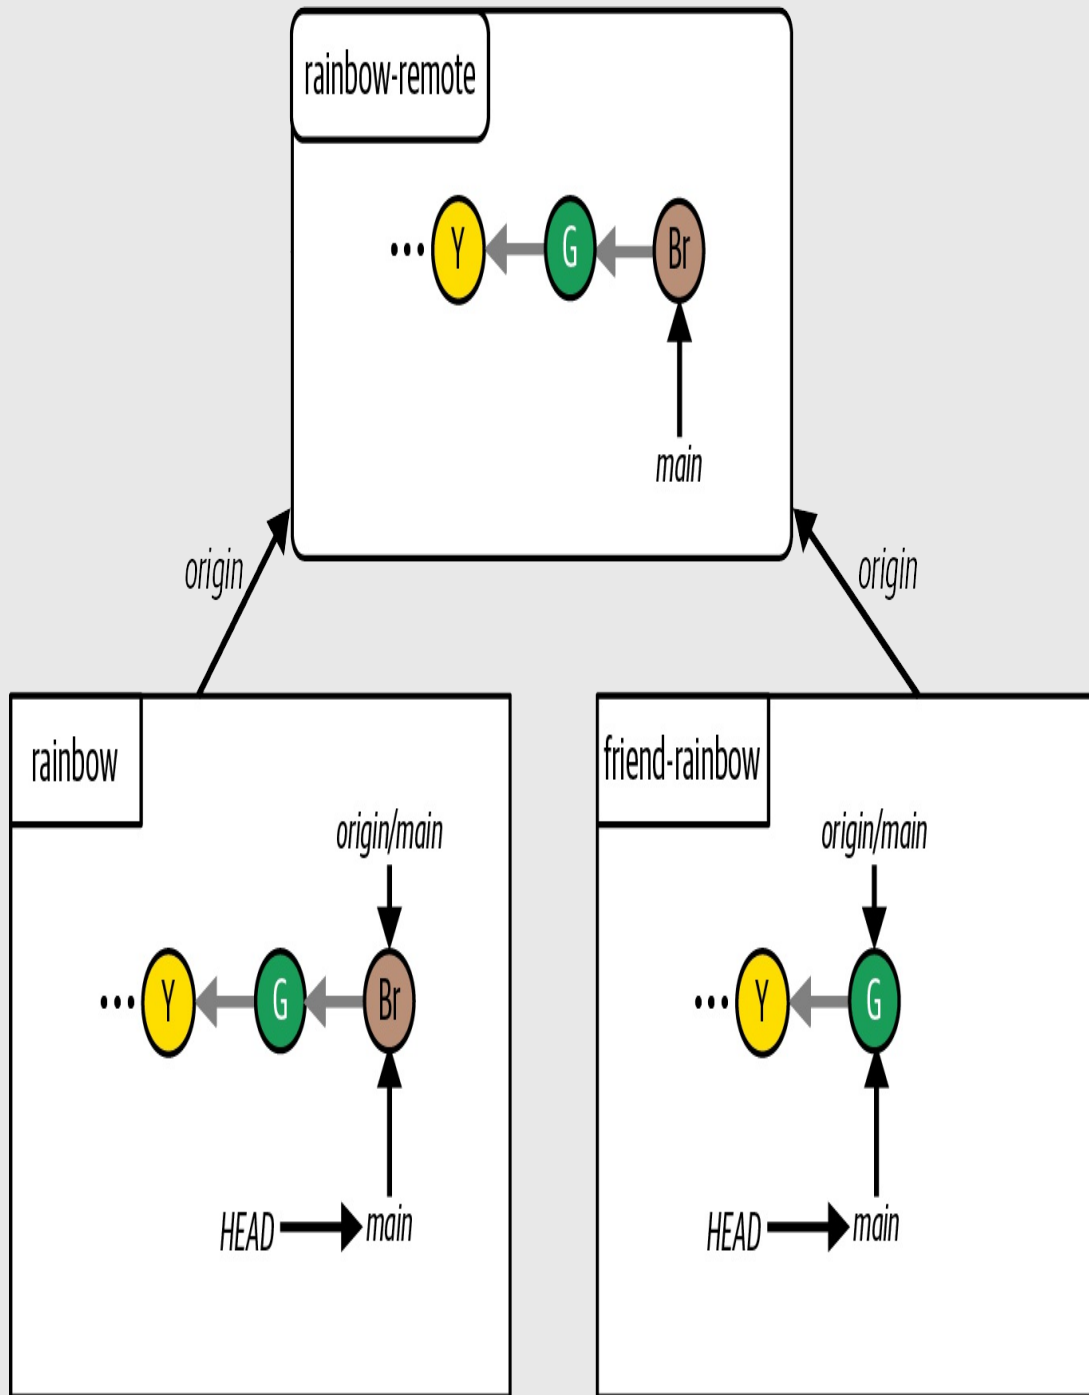 rainbow-remote
... Y G Br
main
origin
origin
rainbow
origin/main
... Y G Br
HEAD main
friend-rainbow
origin/main
... Y G
HEAD main